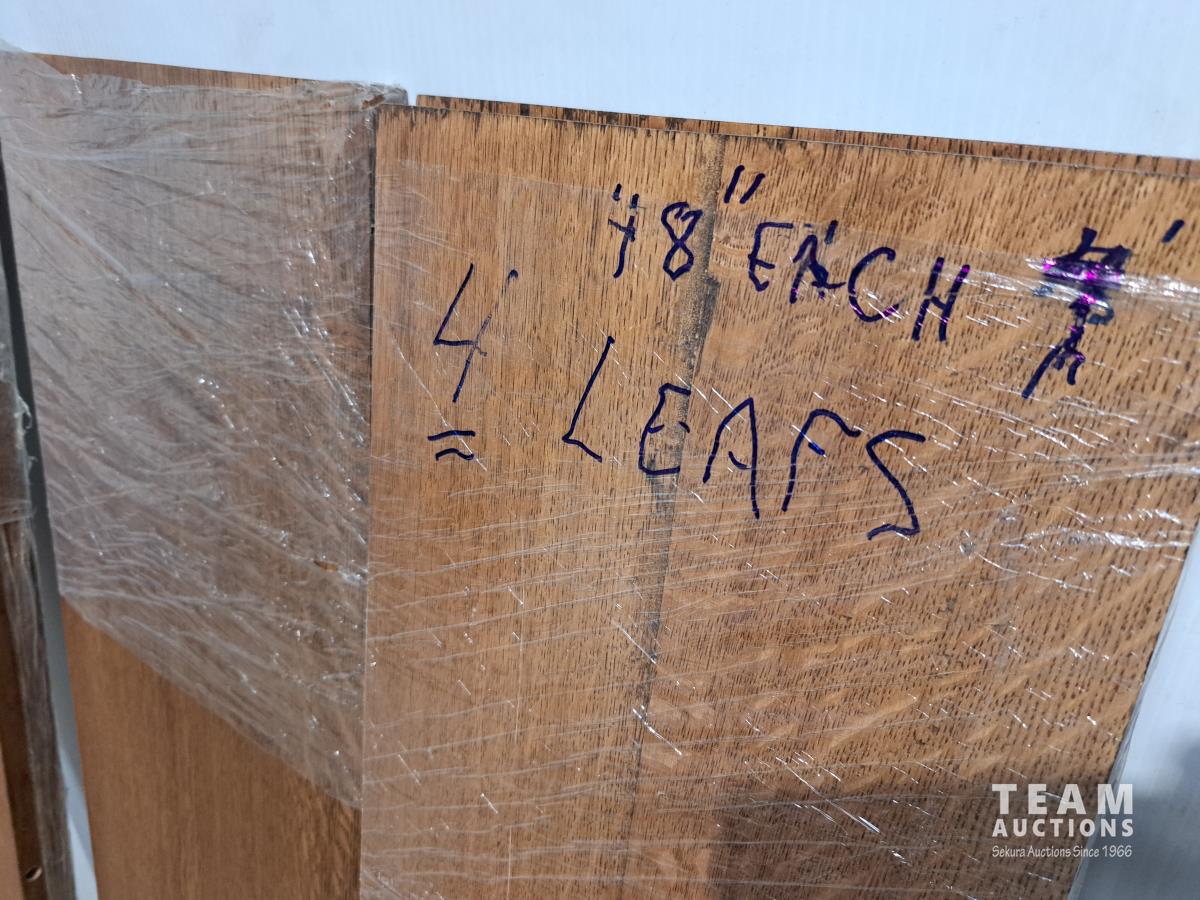 48" EACH
4 LEAFS
TEAM
AUCTIONS
Sekura Auctions Since 1966